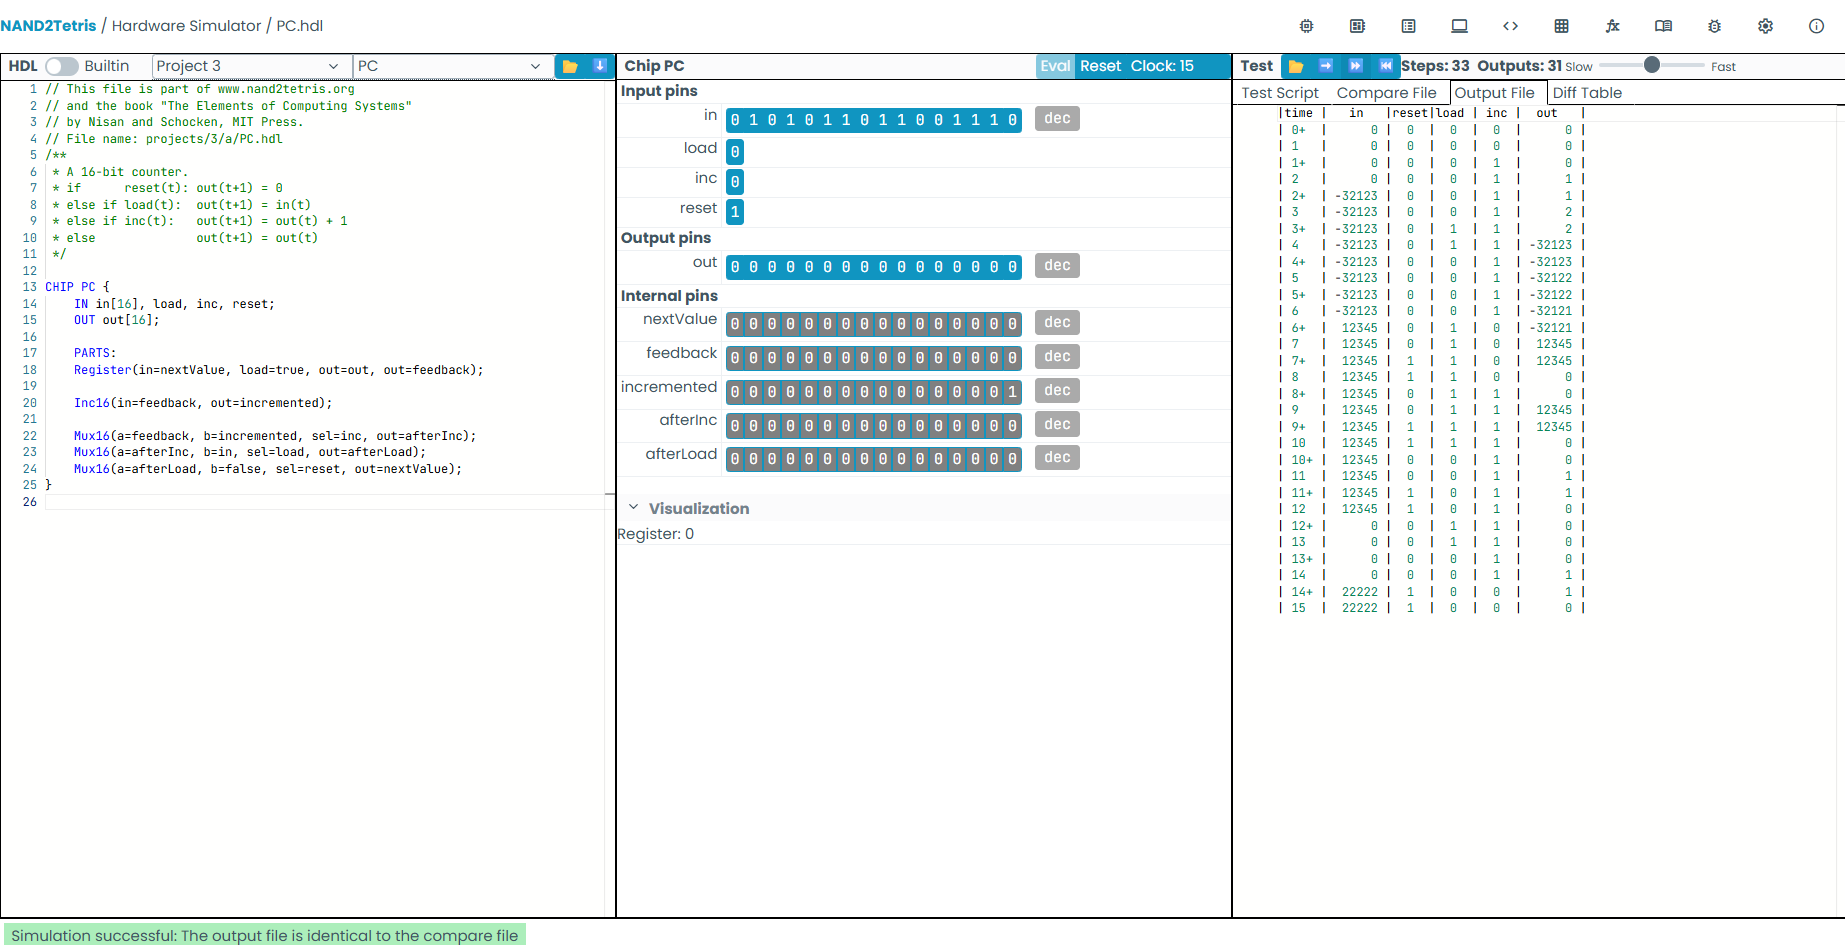 NAND2Tetris / Hardware Simulator / PC.hdl
HDL Builtin Project 3 PC
1 // This file is part of www.nand2tetris.org
2 // and the book "The Elements of Computing Systems"
3 // by Nisan and Schocken, MIT Press.
4 // File name: projects/3/a/PC.hdl
5 /**
6 * A 16-bit counter.
7 * if      reset(t): out(t+1) = 0
8 * else if load(t):  out(t+1) = in(t)
9 * else if inc(t):   out(t+1) = out(t) + 1
10 * else              out(t+1) = out(t)
11 */
12
13 CHIP PC {
14     IN in[16], load, inc, reset;
15     OUT out[16];
16
17     PARTS:
18     Register(in=nextValue, load=true, out=out, out=feedback);
19
20     Inc16(in=feedback, out=incremented);
21
22     Mux16(a=feedback, b=incremented, sel=inc, out=afterInc);
23     Mux16(a=afterInc, b=in, sel=load, out=afterLoad);
24     Mux16(a=afterLoad, b=false, sel=reset, out=nextValue);
25 }
26
Chip PC Eval Reset Clock: 15
Input pins
in 0 1 0 1 0 1 1 0 1 1 0 0 1 1 1 0 dec
load 0
inc 0
reset 1
Output pins
out 0 0 0 0 0 0 0 0 0 0 0 0 0 0 0 0 dec
Internal pins
nextValue 0 0 0 0 0 0 0 0 0 0 0 0 0 0 0 0 dec
feedback 0 0 0 0 0 0 0 0 0 0 0 0 0 0 0 0 dec
incremented 0 0 0 0 0 0 0 0 0 0 0 0 0 0 0 1 dec
afterInc 0 0 0 0 0 0 0 0 0 0 0 0 0 0 0 0 dec
afterLoad 0 0 0 0 0 0 0 0 0 0 0 0 0 0 0 0 dec
Visualization
Register: 0
Test Steps: 33 Outputs: 31 Slow Fast
Test Script Compare File Output File Diff Table
|time |   in   |reset|load | inc |  out   |
| 0+  |      0 |  0  |  0  |  0  |      0 |
| 1   |      0 |  0  |  0  |  0  |      0 |
| 1+  |      0 |  0  |  0  |  1  |      0 |
| 2   |      0 |  0  |  0  |  1  |      1 |
| 2+  | -32123 |  0  |  0  |  1  |      1 |
| 3   | -32123 |  0  |  0  |  1  |      2 |
| 3+  | -32123 |  0  |  1  |  1  |      2 |
| 4   | -32123 |  0  |  1  |  1  | -32123 |
| 4+  | -32123 |  0  |  0  |  1  | -32123 |
| 5   | -32123 |  0  |  0  |  1  | -32122 |
| 5+  | -32123 |  0  |  0  |  1  | -32122 |
| 6   | -32123 |  0  |  0  |  1  | -32121 |
| 6+  |  12345 |  0  |  1  |  0  | -32121 |
| 7   |  12345 |  0  |  1  |  0  |  12345 |
| 7+  |  12345 |  1  |  1  |  0  |  12345 |
| 8   |  12345 |  1  |  1  |  0  |      0 |
| 8+  |  12345 |  0  |  1  |  1  |      0 |
| 9   |  12345 |  0  |  1  |  1  |  12345 |
| 9+  |  12345 |  1  |  1  |  1  |  12345 |
| 10  |  12345 |  1  |  1  |  1  |      0 |
| 10+ |  12345 |  0  |  0  |  1  |      0 |
| 11  |  12345 |  0  |  0  |  1  |      1 |
| 11+ |  12345 |  1  |  0  |  1  |      1 |
| 12  |  12345 |  1  |  0  |  1  |      0 |
| 12+ |      0 |  0  |  1  |  1  |      0 |
| 13  |      0 |  0  |  1  |  1  |      0 |
| 13+ |      0 |  0  |  0  |  1  |      0 |
| 14  |      0 |  0  |  0  |  1  |      1 |
| 14+ |  22222 |  1  |  0  |  0  |      1 |
| 15  |  22222 |  1  |  0  |  0  |      0 |
Simulation successful: The output file is identical to the compare file